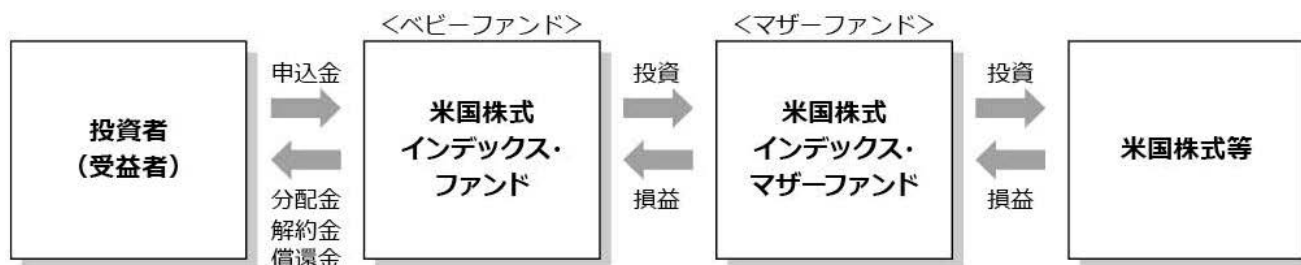 <ベビーファンド>
<マザーファンド>
投資者
（受益者）
申込金
分配金
解約金
償還金
米国株式
インデックス・
ファンド
投資
損益
米国株式
インデックス・
マザーファンド
投資
損益
米国株式等